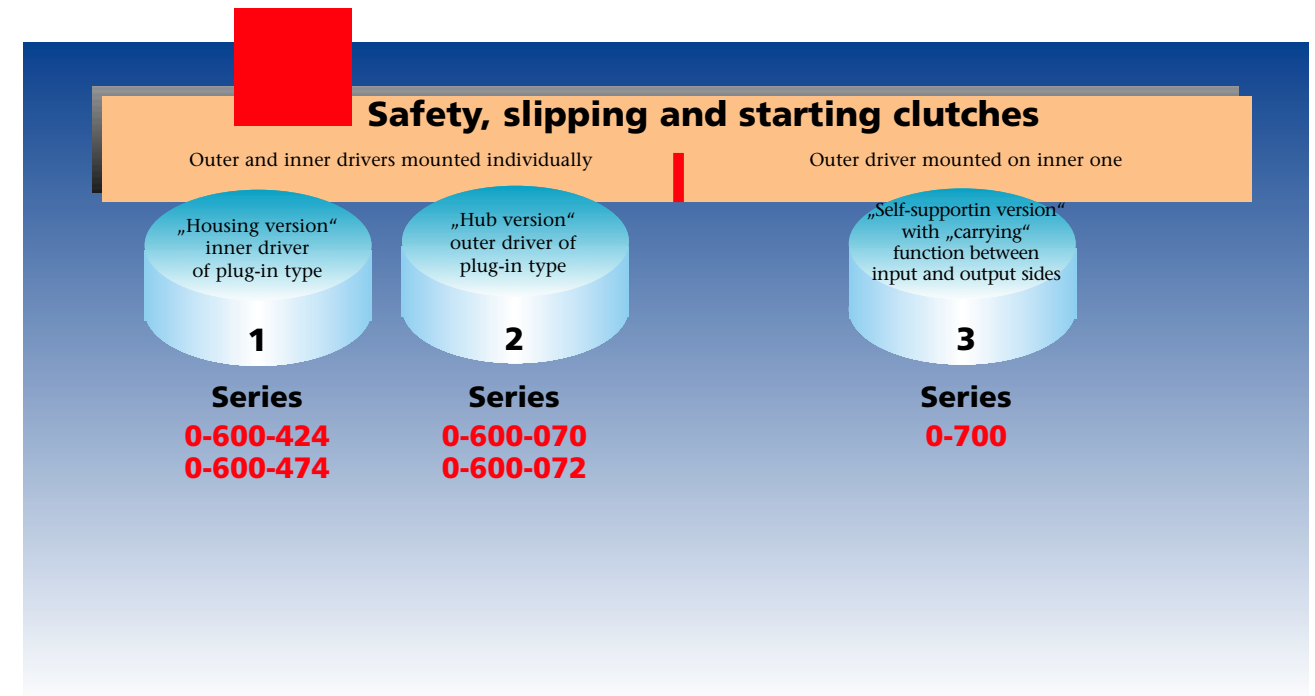 Safety, slipping and starting clutches
Outer and inner drivers mounted individually
Outer driver mounted on inner one
„Housing version“
inner driver
of plug-in type
1
Series
0-600-424
0-600-474
„Hub version“
outer driver of
plug-in type
2
Series
0-600-070
0-600-072
„Self-supportin version“
with „carrying“
function between
input and output sides
3
Series
0-700